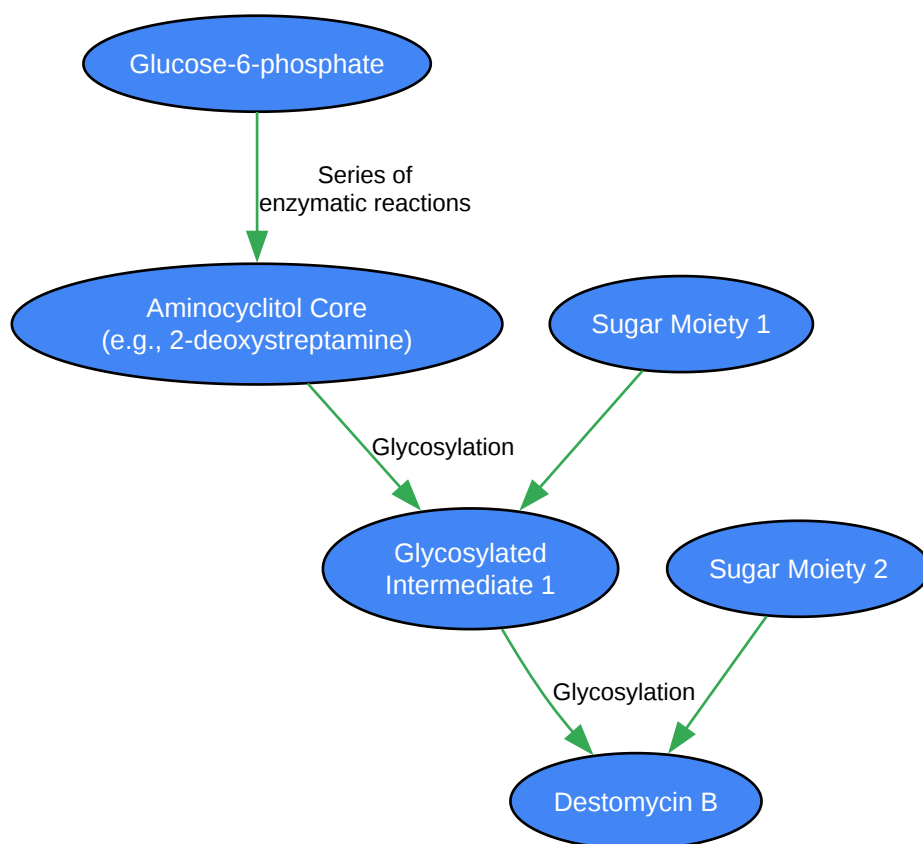 Glucose-6-phosphate
Series of
enzymatic reactions
Aminocyclitol Core
(e.g., 2-deoxystreptamine)
Sugar Moiety 1
Glycosylation
Glycosylated
Intermediate 1
Sugar Moiety 2
Glycosylation
Destomycin B